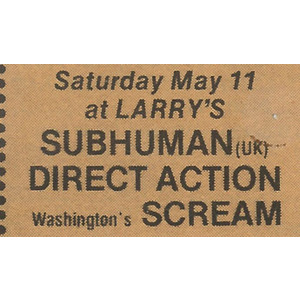 Saturday May 11
at LARRY'S
SUBHUMAN (UK)
DIRECT ACTION
Washington's SCREAM